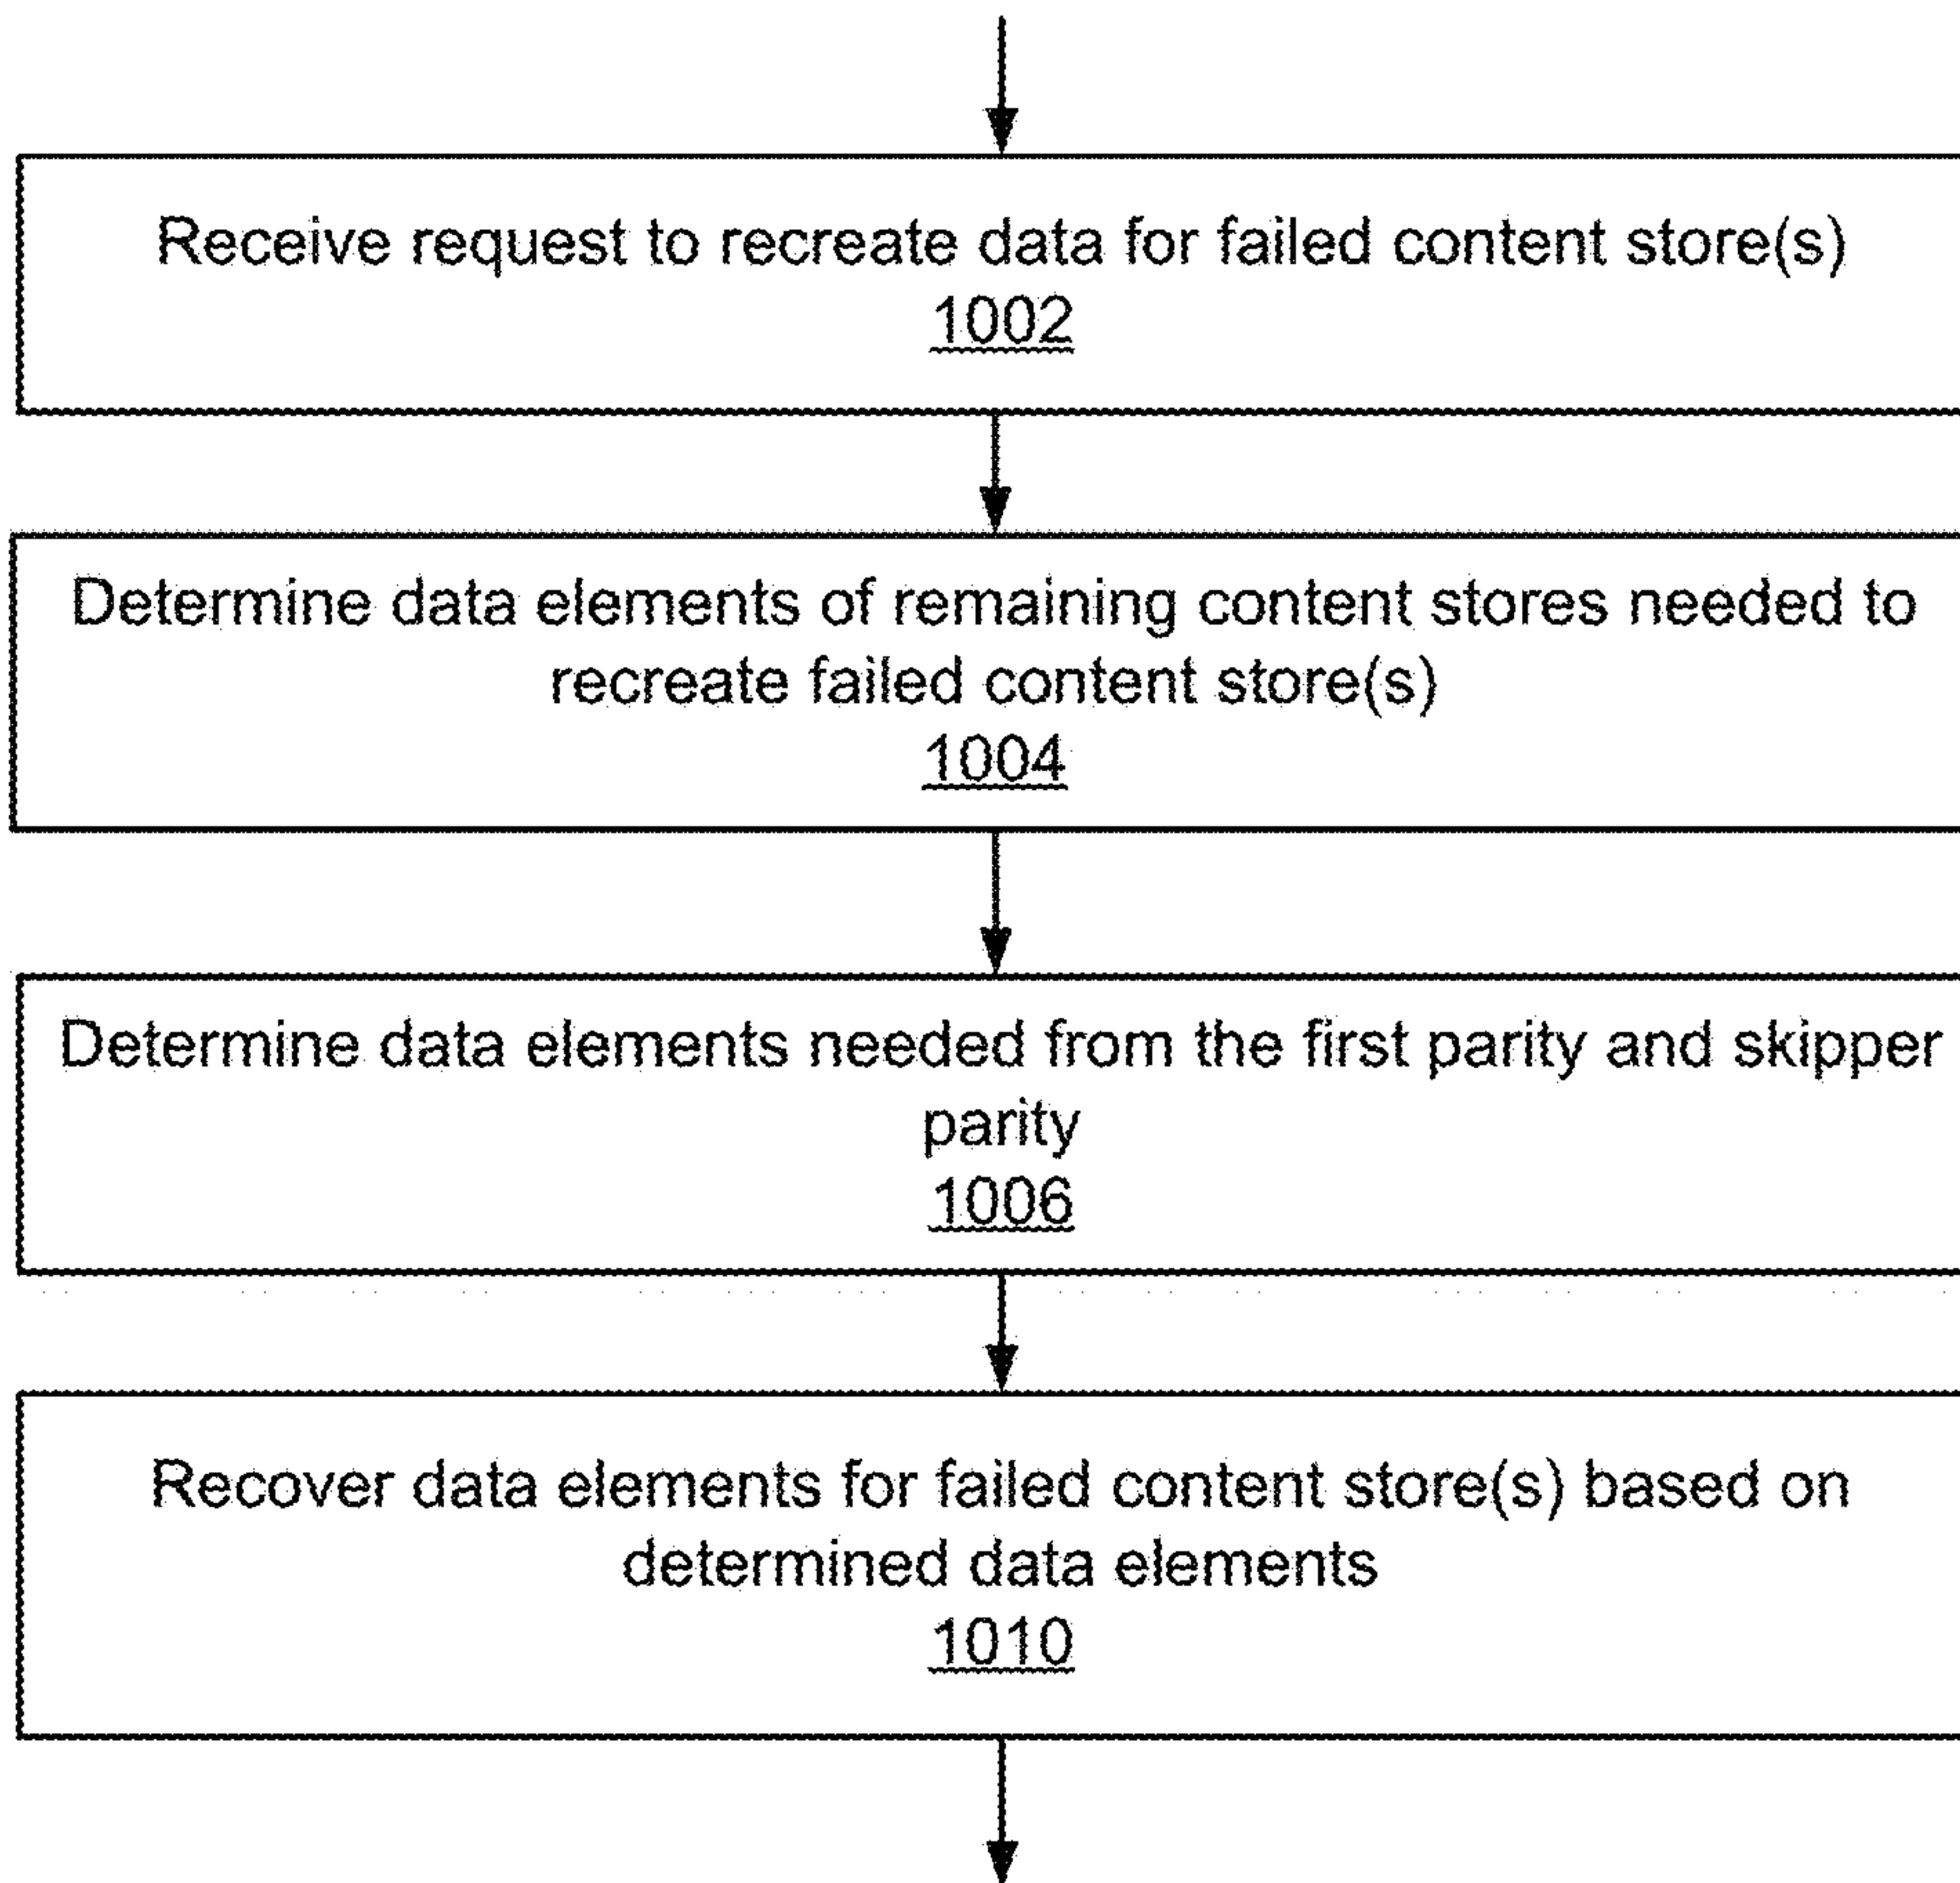 Receive request to recreate data for failed content store(s)
1002
Determine data elements of remaining content stores needed to
recreate failed content store(s)
1004
Determine data elements needed from the first parity and skipper
parity
1006
Recover data elements for failed content store(s) based on
determined data elements
1010